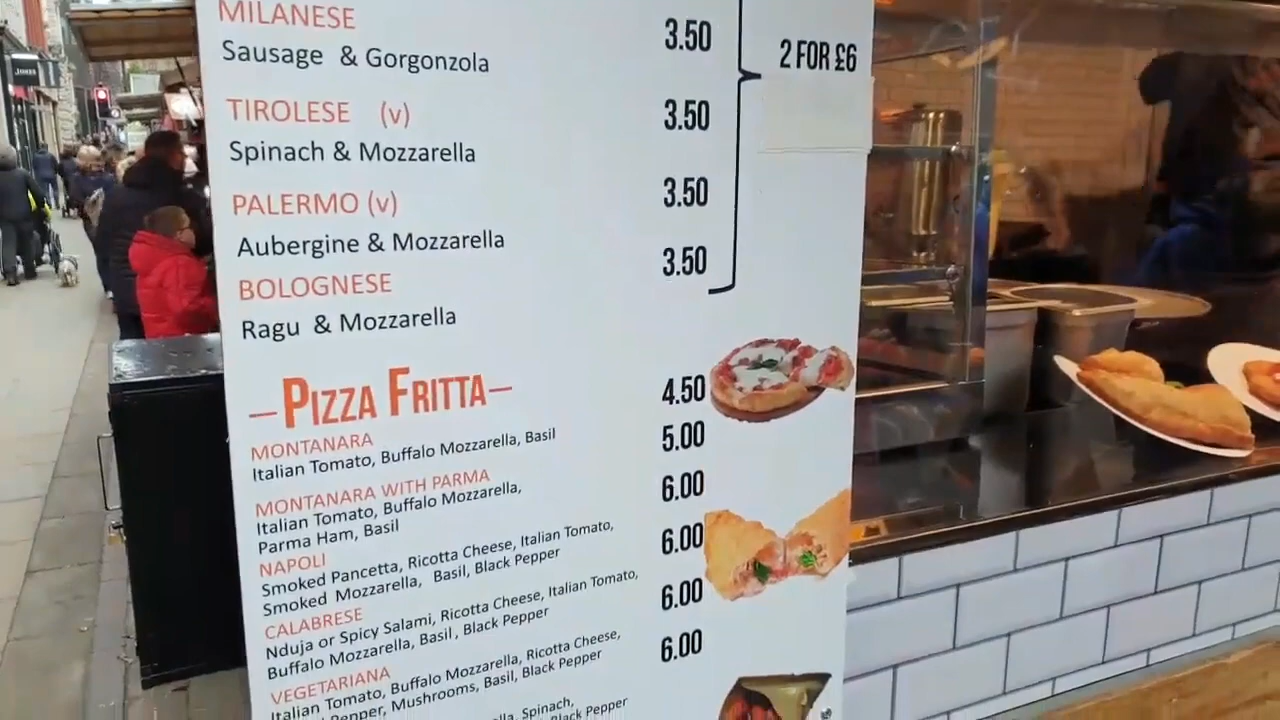 MILANESE 3.50
Sausage & Gorgonzola
2 FOR £6
TIROLESE (v) 3.50
Spinach & Mozzarella
PALERMO (v) 3.50
Aubergine & Mozzarella
BOLOGNESE 3.50
Ragu & Mozzarella
—PIZZA FRITTA—
MONTANARA 4.50
Italian Tomato, Buffalo Mozzarella, Basil
MONTANARA WITH PARMA 5.00
Italian Tomato, Buffalo Mozzarella,
Parma Ham, Basil
NAPOLI 6.00
Smoked Pancetta, Ricotta Cheese, Italian Tomato,
Smoked Mozzarella, Basil, Black Pepper
CALABRESE 6.00
Nduja or Spicy Salami, Ricotta Cheese, Italian Tomato,
Buffalo Mozzarella, Basil, Black Pepper
VEGETARIANA 6.00
Italian Tomato, Buffalo Mozzarella, Ricotta Cheese,
Pepper, Mushrooms, Basil, Black Pepper
6.00
Spinach,
Black Pepper
JONES